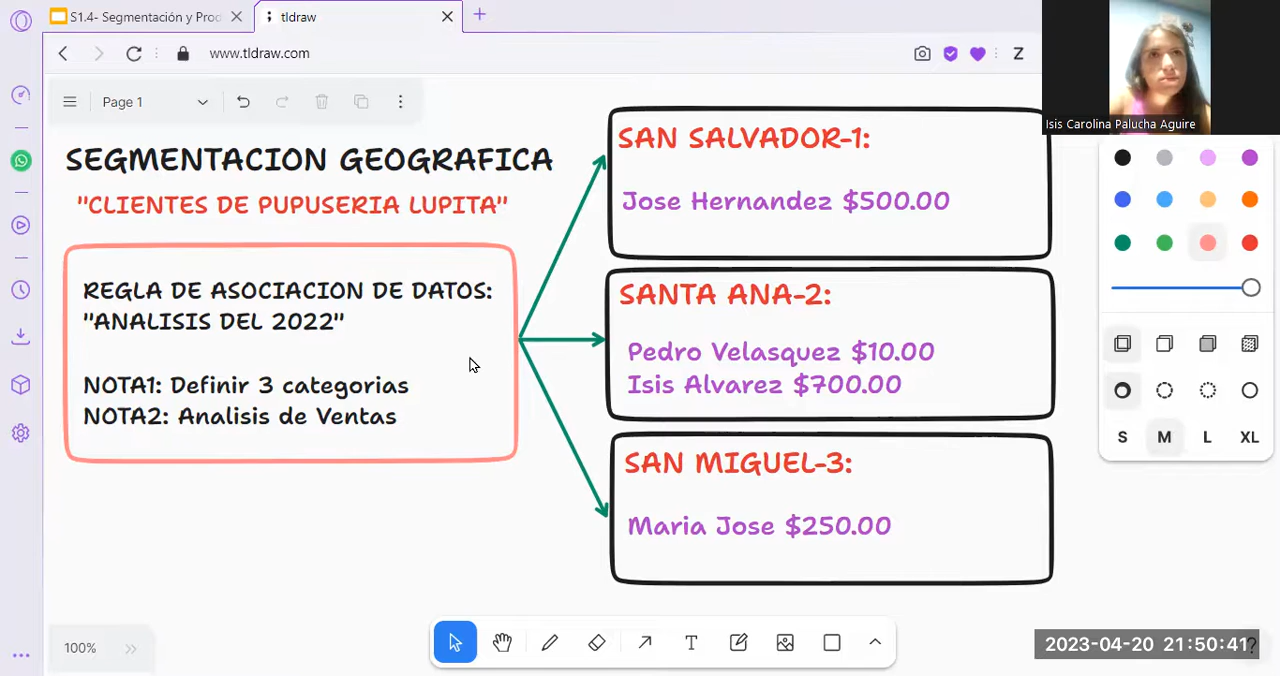 S1.4- Segmentación y Proc
tldraw
www.tldraw.com
Z
Isis Carolina Palucha Aguire
Page 1
SEGMENTACION GEOGRAFICA
"CLIENTES DE PUPUSERIA LUPITA"
REGLA DE ASOCIACION DE DATOS:
"ANALISIS DEL 2022"
NOTA1: Definir 3 categorias
NOTA2: Analisis de Ventas
SAN SALVADOR-1:
Jose Hernandez $500.00
SANTA ANA-2:
Pedro Velasquez $10.00
Isis Alvarez $700.00
SAN MIGUEL-3:
Maria Jose $250.00
S M L XL
100%
T
2023-04-20 21:50:41
?